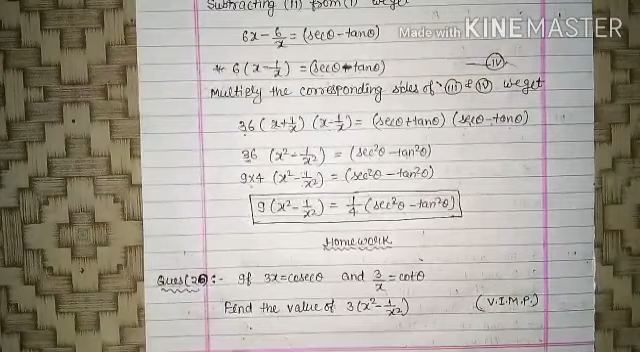 Subtracting (II) from (I) we get
6x - 6/x = (secθ - tanθ)
Made with KINEMASTER
6(x - 1/x) = (secθ - tanθ) — (IV)
Multiply the corresponding sides of (III) & (IV) we get
36 (x + 1/x) (x - 1/x) = (secθ + tanθ) (secθ - tanθ)
36 (x² - 1/x²) = (sec²θ - tan²θ)
9x4 (x² - 1/x²) = (sec²θ - tan²θ)
9(x² - 1/x²) = 1/4 (sec²θ - tan²θ)
Homework
Ques(26):- If 3x = cosecθ and 3/x = cotθ
Find the value of 3(x² - 1/x²) (V.I.M.P.)